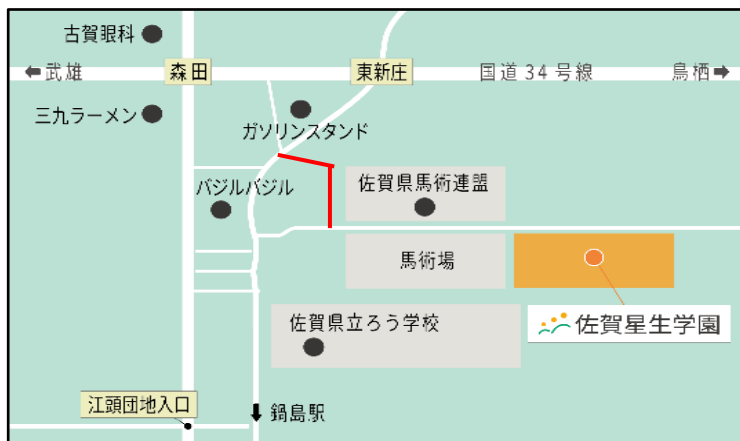 古賀眼科
⬅武雄
森田
東新庄
国道34号線
鳥栖➡
三九ラーメン
ガソリンスタンド
バジルバジル
佐賀県馬術連盟
馬術場
佐賀県立ろう学校
佐賀星生学園
江頭団地入口
⬇鍋島駅